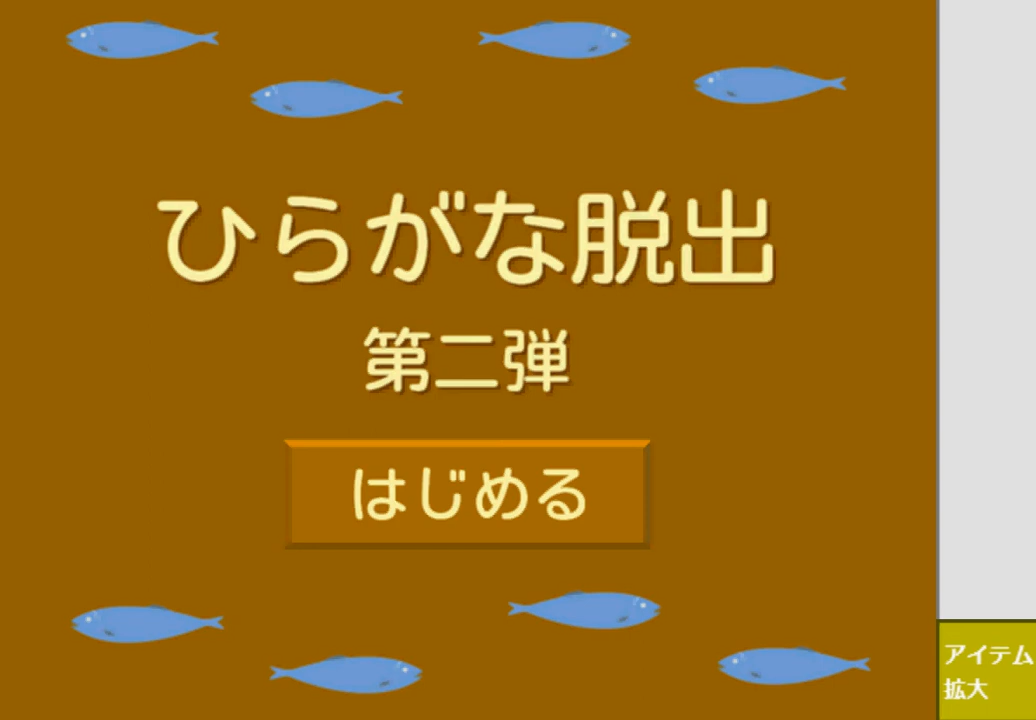 ひらがな脱出
第二弾
はじめる
アイテム
拡大